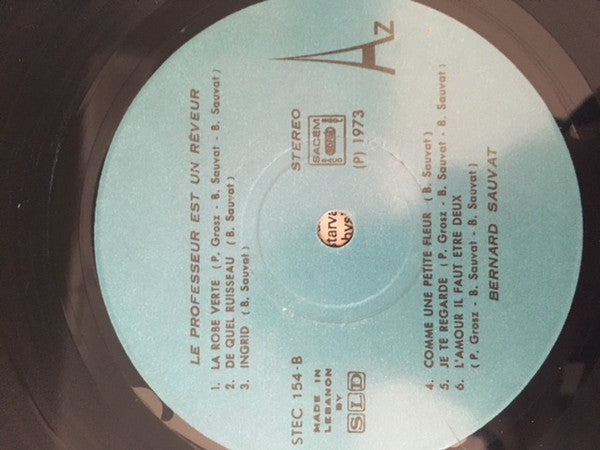 Az
LE PROFESSEUR EST UN RÊVEUR
1. LA ROBE VERTE ( P. Grosz - B. Sauvat - B. Sauvat )
2. DE QUEL RUISSEAU ( B. Sauvat )
3. INGRID ( B. Sauvat )
STEC 154-B
MADE IN
LEBANON
BY
SLD
STEREO
SACEM
(P) 1973
4. COMME UNE PETITE FLEUR ( B. Sauvat )
5. JE TE REGARDE ( P. Grosz - B. Sauvat - B. Sauvat )
6. L'AMOUR IL FAUT ETRE DEUX
( P. Grosz - B. Sauvat - B. Sauvat )
BERNARD SAUVAT